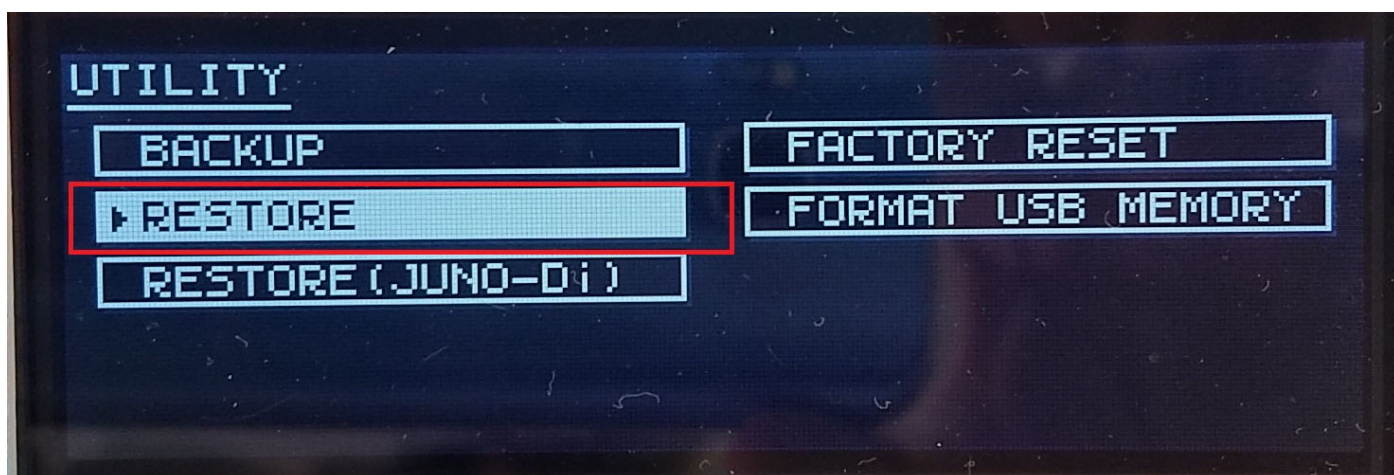 UTILITY
BACKUP
RESTORE
RESTORE(JUNO-Di)
FACTORY RESET
FORMAT USB MEMORY